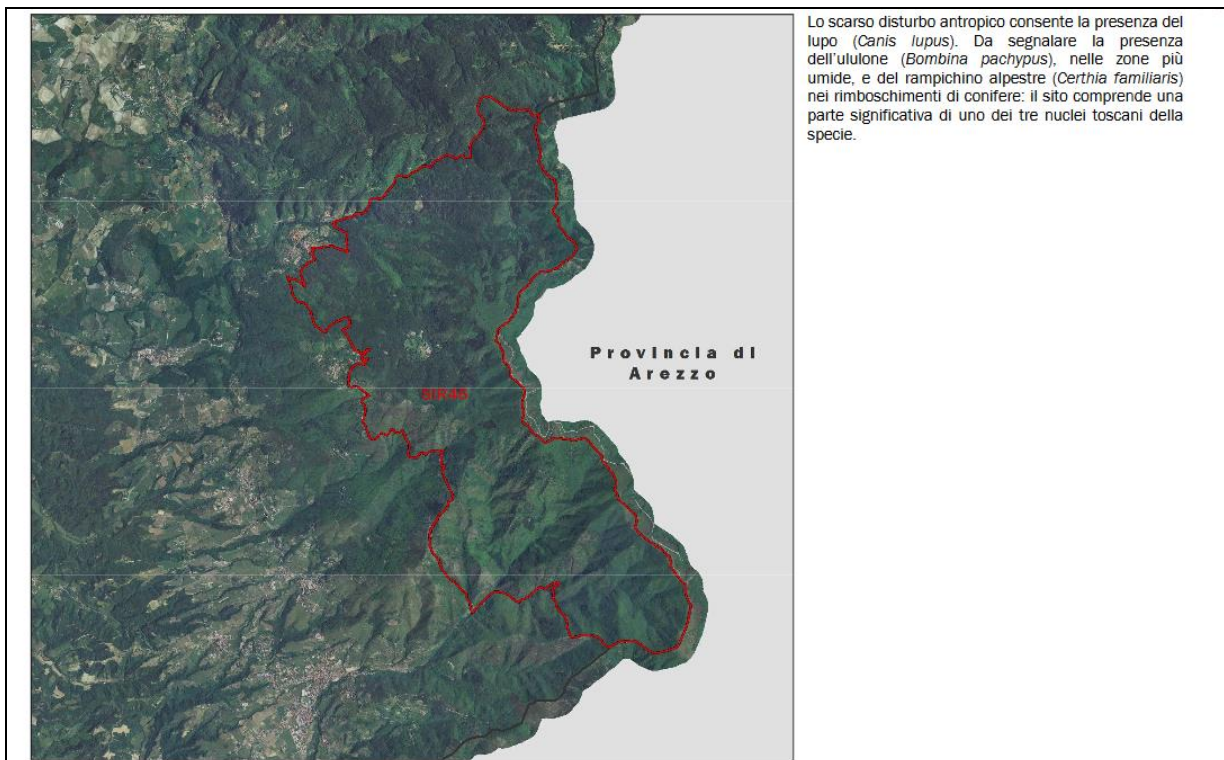 Lo scarso disturbo antropico consente la presenza del
lupo (Canis lupus). Da segnalare la presenza
dell'ululone (Bombina pachypus), nelle zone più
umide, e del rampichino alpestre (Certhia familiaris)
nei rimboschimenti di conifere: il sito comprende una
parte significativa di uno dei tre nuclei toscani della
specie.
Provincia di
Arezzo